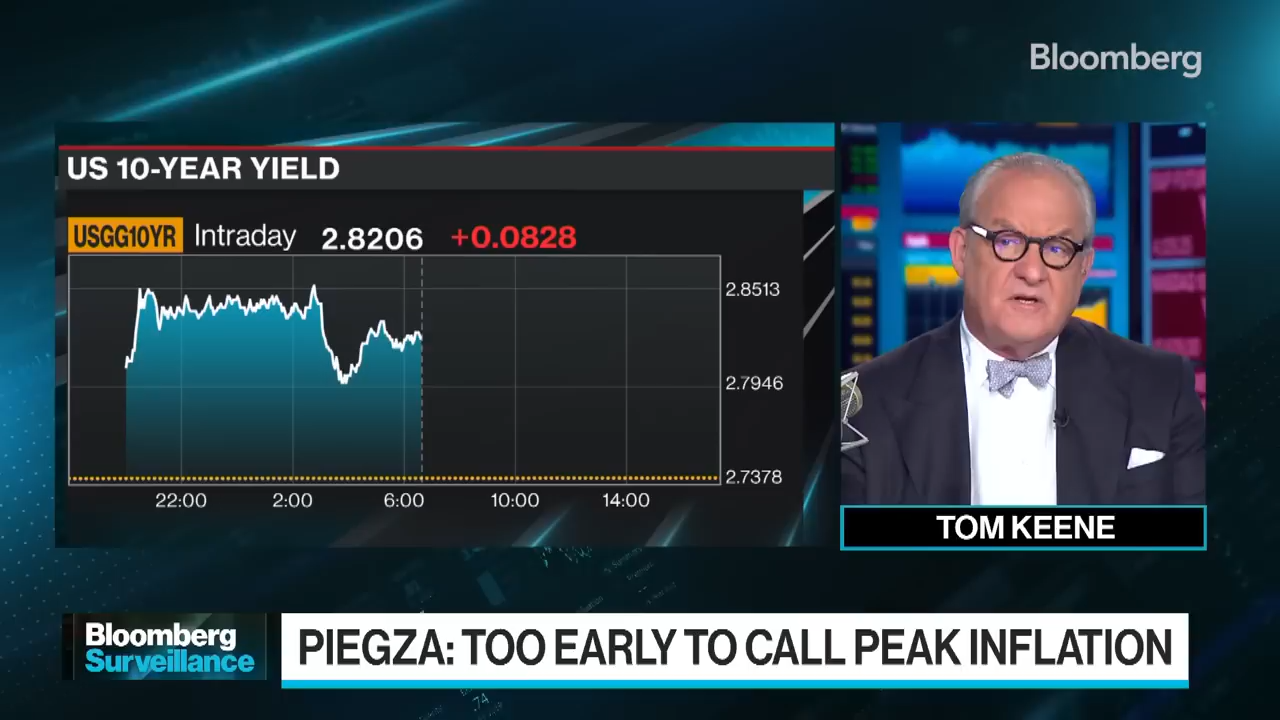 Bloomberg
US 10-YEAR YIELD
USGG10YR Intraday 2.8206 +0.0828
2.8513
2.7946
2.7378
22:00 2:00 6:00 10:00 14:00
TOM KEENE
Bloomberg
Surveillance
PIEGZA: TOO EARLY TO CALL PEAK INFLATION
.74